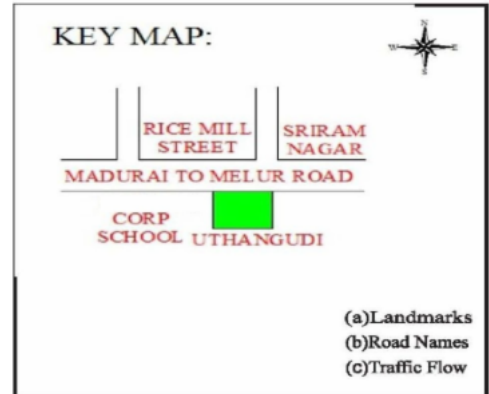 KEY MAP:
N
W E
S
RICE MILL
STREET
SRIRAM
NAGAR
MADURAI TO MELUR ROAD
CORP
SCHOOL
UTHANGUDI
(a)Landmarks
(b)Road Names
(c)Traffic Flow